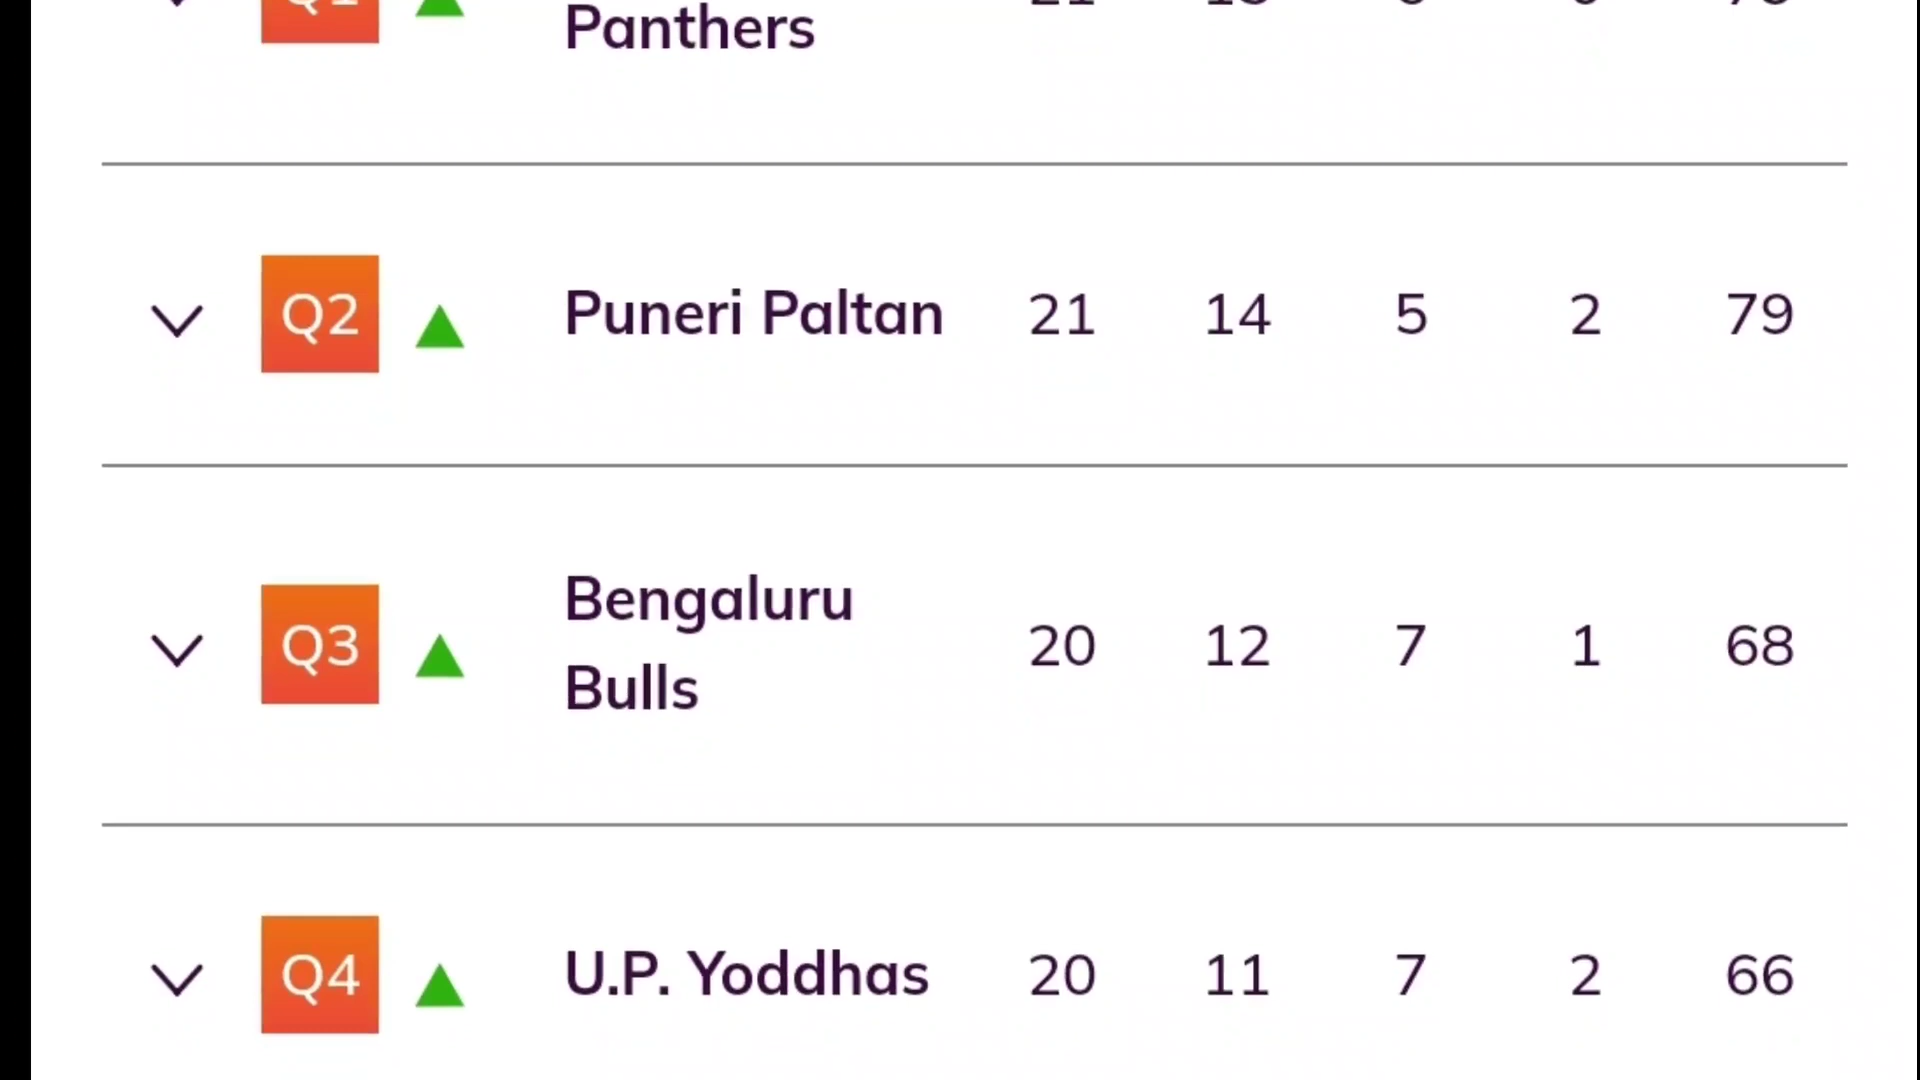 Panthers
Q2 Puneri Paltan 21 14 5 2 79
Q3 Bengaluru Bulls 20 12 7 1 68
Q4 U.P. Yoddhas 20 11 7 2 66